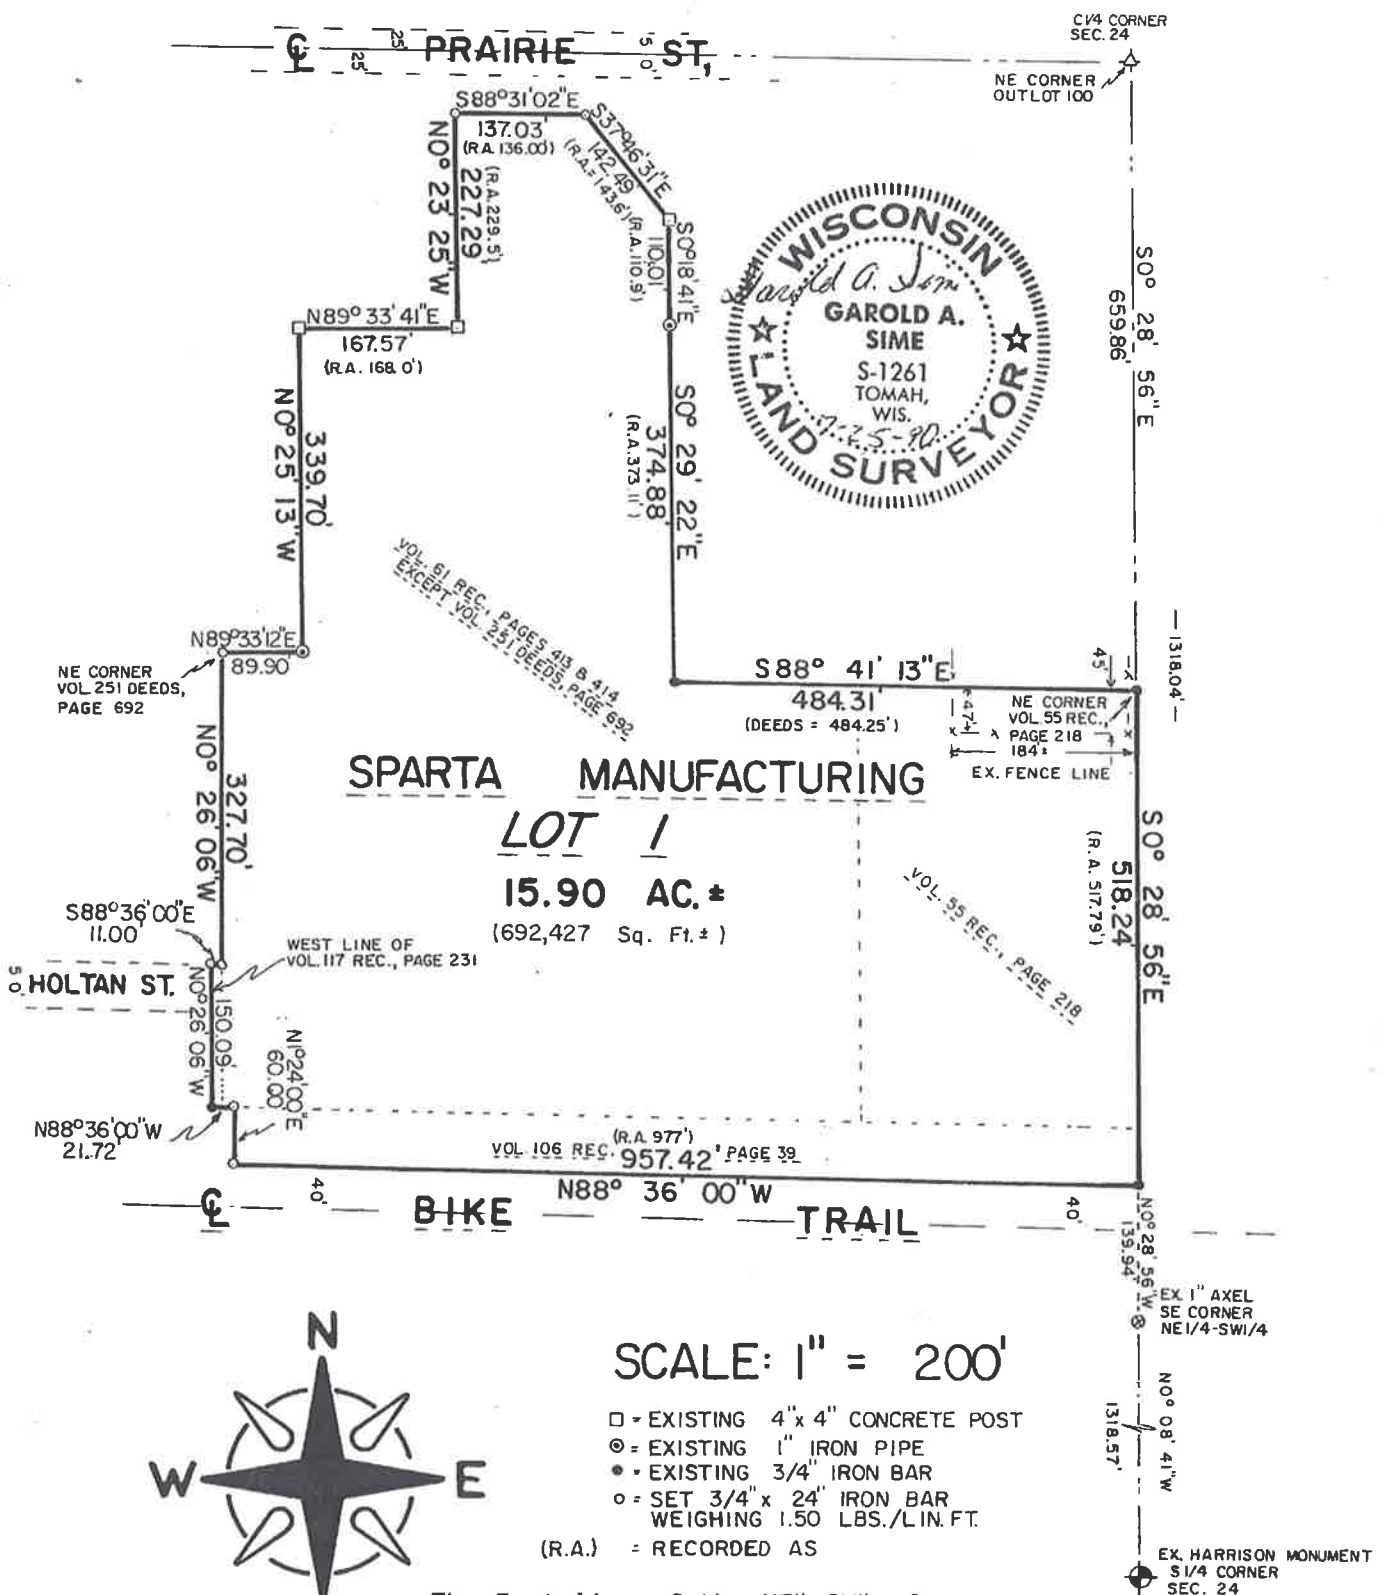 C1/4 CORNER
SEC. 24
℄ PRAIRIE ST,
25'
25'
50'
NE CORNER
OUTLOT 100
S88°31'02"E
137.03'
(R.A. 136.00)
S37°46'31"E
142.49'
(R.A.=143.6')
N0° 23' 25"W
227.29
(R.A. 229.5')
S0°18'41"E
110.01'
(R.A. 110.9')
WISCONSIN
LAND SURVEYOR
Garold A. Sime
GAROLD A.
SIME
S-1261
TOMAH,
WIS.
7-25-90
S0° 28' 56"E
659.86'
N89° 33' 41"E
167.57'
(R.A. 168.0')
N0° 25' 13"W
339.70'
S0° 29' 22"E
374.88'
(R.A. 373.11')
VOL. 61 REC., PAGES 413 & 414
EXCEPT VOL. 251 DEEDS, PAGE 692
N89°33'12"E
89.90'
NE CORNER
VOL. 251 DEEDS,
PAGE 692
S88° 41' 13"E
484.31'
(DEEDS = 484.25')
45'
1318.04'
NE CORNER
VOL. 55 REC.,
PAGE 218
47'
184'±
EX. FENCE LINE
SPARTA MANUFACTURING
LOT 1
15.90 AC.±
(692,427 Sq. Ft.±)
N0° 26' 06"W
327.70'
S0° 28' 56"E
518.24'
(R.A. 517.79')
VOL. 55 REC., PAGE 218
S88°36'00"E
11.00'
WEST LINE OF
VOL. 117 REC., PAGE 231
HOLTAN ST.
50'
N0°26'06"W
150.09'
N1°24'00"E
60.00'
N88°36'00"W
21.72'
(R.A. 977')
VOL. 106 REC. 957.42' PAGE 39
N88° 36' 00"W
40'
40'
℄ BIKE TRAIL
N0°28'56"W
139.94'
EX. 1" AXEL
SE CORNER
NE1/4-SW1/4
N
W E
SCALE: 1" = 200'
□ = EXISTING 4"x 4" CONCRETE POST
⊙ = EXISTING 1" IRON PIPE
• = EXISTING 3/4" IRON BAR
○ = SET 3/4"x 24" IRON BAR
WEIGHING 1.50 LBS./LIN. FT.
(R.A.) = RECORDED AS
N0° 08' 41"W
1318.57'
EX. HARRISON MONUMENT
S1/4 CORNER
SEC. 24